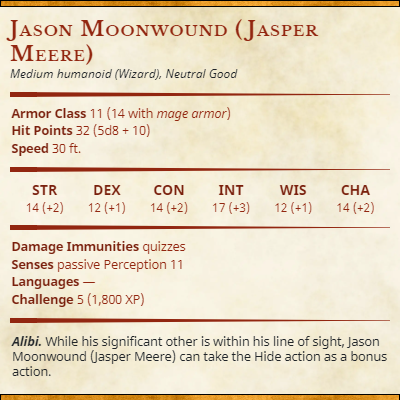 Jason Moonwound (Jasper
Meere)
Medium humanoid (Wizard), Neutral Good
Armor Class 11 (14 with mage armor)
Hit Points 32 (5d8 + 10)
Speed 30 ft.
STR DEX CON INT WIS CHA
14 (+2) 12 (+1) 14 (+2) 17 (+3) 12 (+1) 14 (+2)
Damage Immunities quizzes
Senses passive Perception 11
Languages —
Challenge 5 (1,800 XP)
Alibi. While his significant other is within his line of sight, Jason
Moonwound (Jasper Meere) can take the Hide action as a bonus
action.